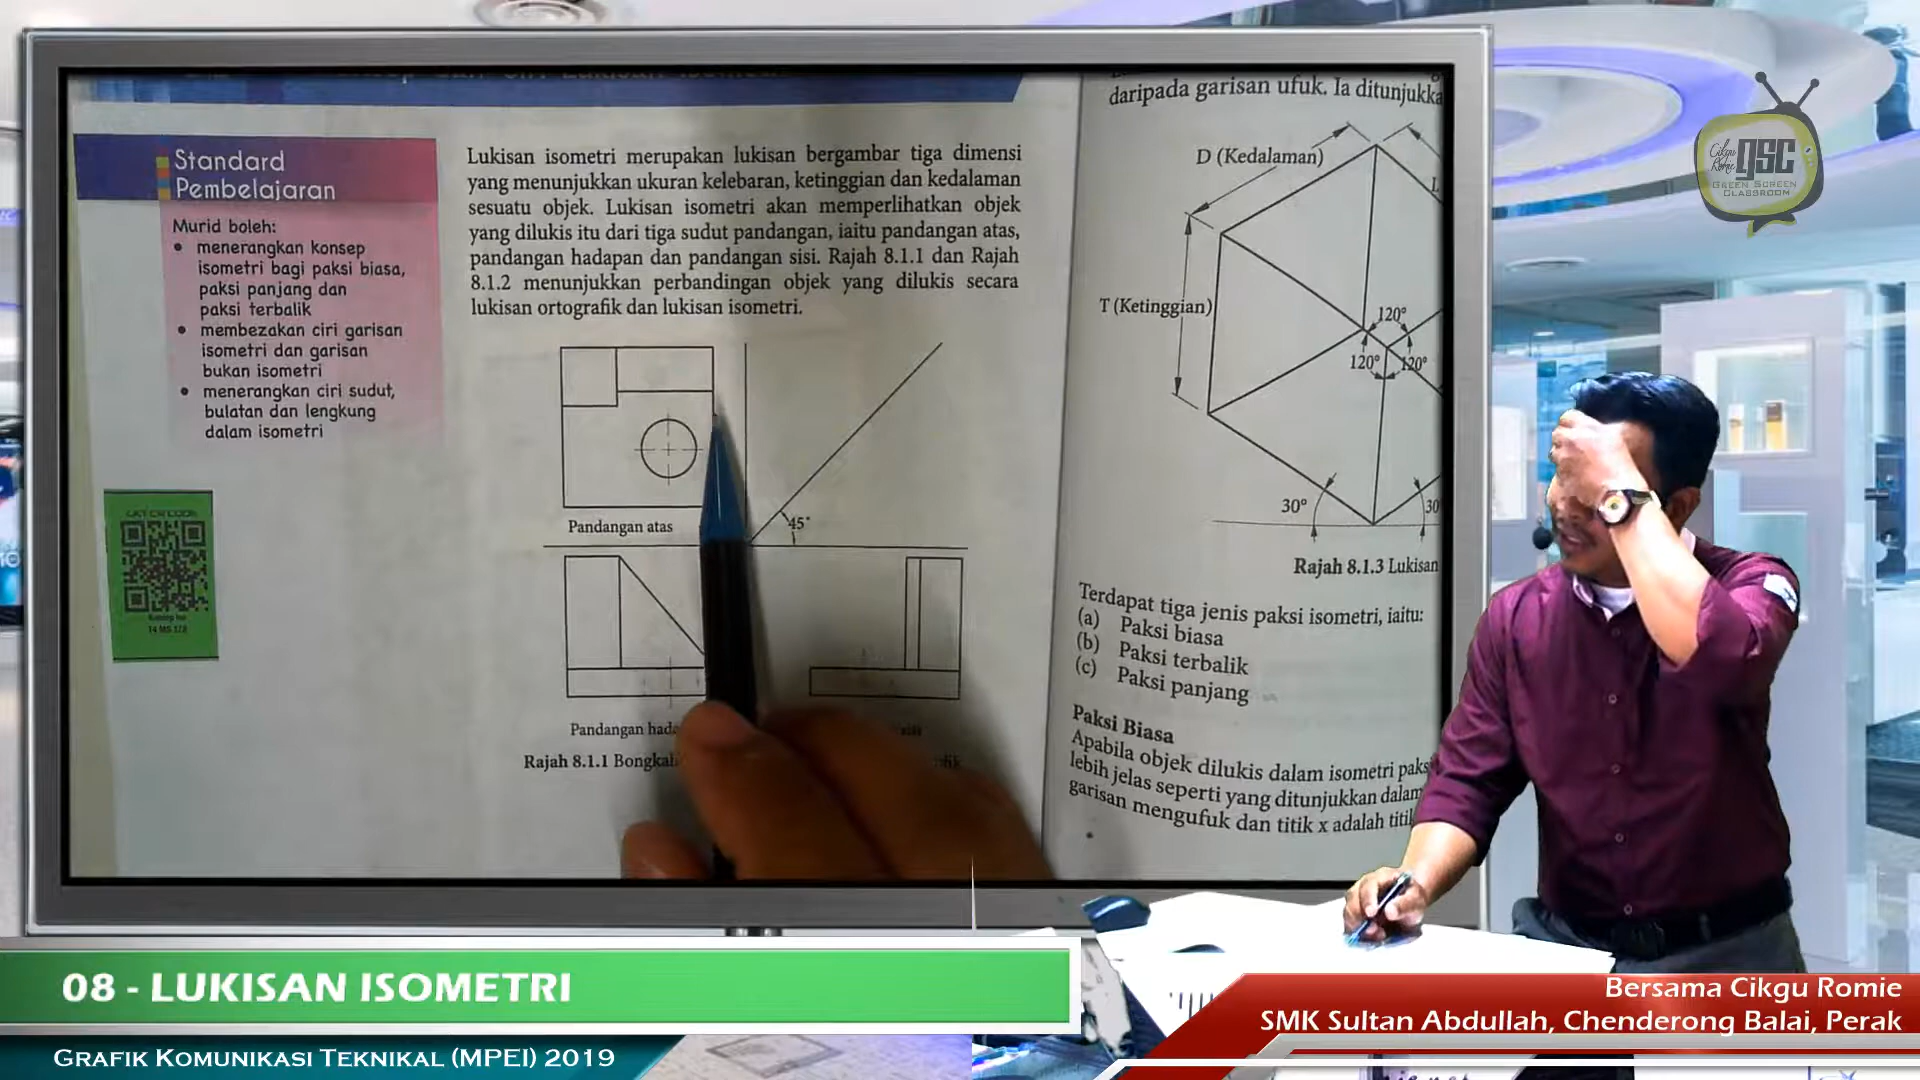 Standard
Pembelajaran
Murid boleh:
• menerangkan konsep
isometri bagi paksi biasa,
paksi panjang dan
paksi terbalik
• membezakan ciri garisan
isometri dan garisan
bukan isometri
• menerangkan ciri sudut,
bulatan dan lengkung
dalam isometri
Lukisan isometri merupakan lukisan bergambar tiga dimensi
yang menunjukkan ukuran kelebaran, ketinggian dan kedalaman
sesuatu objek. Lukisan isometri akan memperlihatkan objek
yang dilukis itu dari tiga sudut pandangan, iaitu pandangan atas,
pandangan hadapan dan pandangan sisi. Rajah 8.1.1 dan Rajah
8.1.2 menunjukkan perbandingan objek yang dilukis secara
lukisan ortografik dan lukisan isometri.
Pandangan atas
45°
Pandangan hada
Rajah 8.1.1 Bongkah
daripada garisan ufuk. Ia ditunjukka
D (Kedalaman)
L
T (Ketinggian)
120°
120°
120°
30°
30
Rajah 8.1.3 Lukisan
Terdapat tiga jenis paksi isometri, iaitu:
(a) Paksi biasa
(b) Paksi terbalik
(c) Paksi panjang
Paksi Biasa
Apabila objek dilukis dalam isometri paksi
lebih jelas seperti yang ditunjukkan dalam
garisan mengufuk dan titik x adalah titik
Cikgu
Romie
GSC
GREEN SCREEN
CLASSROOM
08 - LUKISAN ISOMETRI
GRAFIK KOMUNIKASI TEKNIKAL (MPEI) 2019
Bersama Cikgu Romie
SMK Sultan Abdullah, Chenderong Balai, Perak